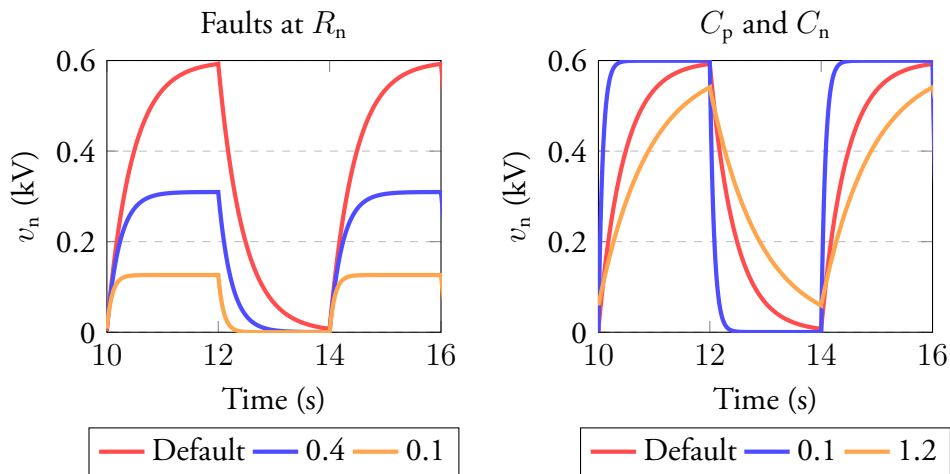 Faults at Rₙ
0.6
0.4
0.2
0
vₙ (kV)
10 12 14 16
Time (s)
Default 0.4 0.1
Cₚ and Cₙ
0.6
0.4
0.2
0
vₙ (kV)
10 12 14 16
Time (s)
Default 0.1 1.2